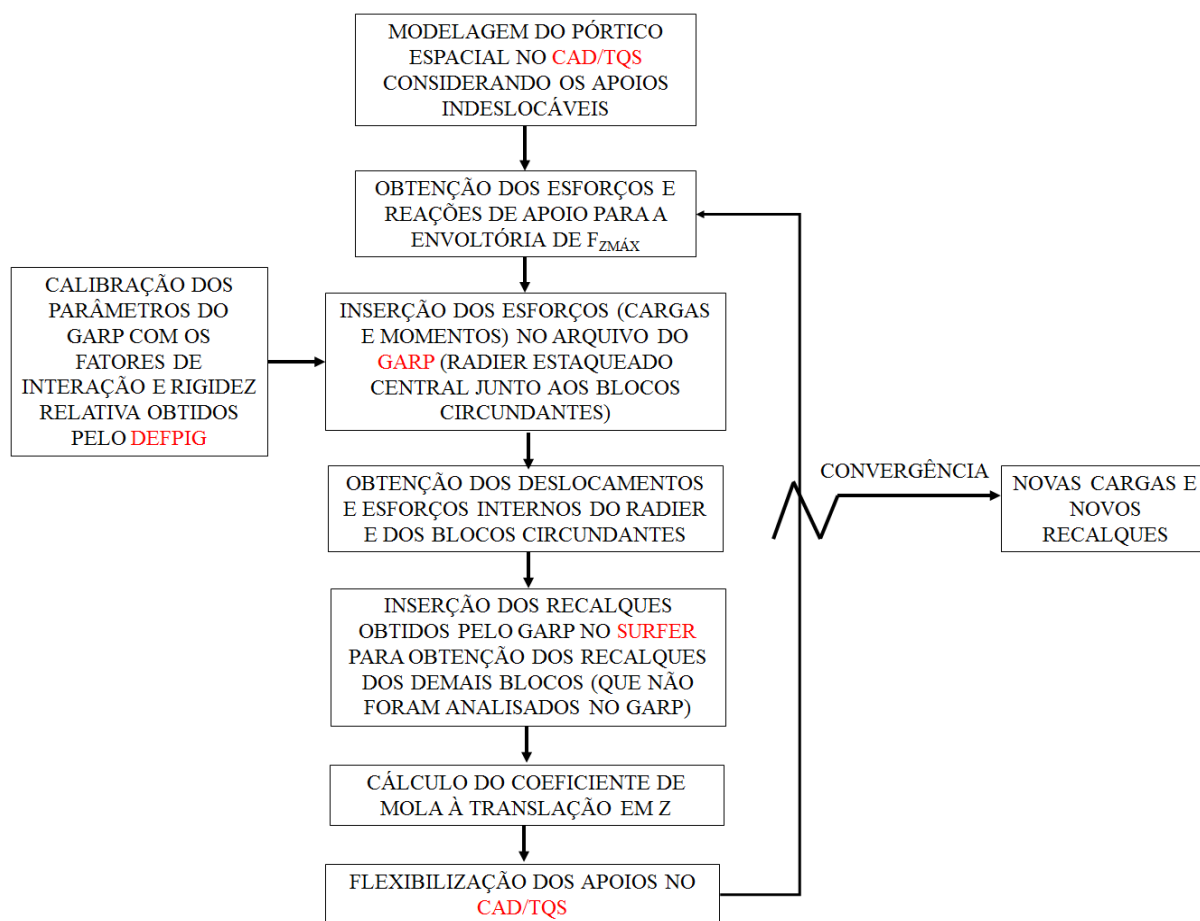 MODELAGEM DO PÓRTICO
ESPACIAL NO CAD/TQS
CONSIDERANDO OS APOIOS
INDESLOCÁVEIS
OBTENÇÃO DOS ESFORÇOS E
REAÇÕES DE APOIO PARA A
ENVOLTÓRIA DE FZMÁX
CALIBRAÇÃO DOS
PARÂMETROS DO
GARP COM OS
FATORES DE
INTERAÇÃO E RIGIDEZ
RELATIVA OBTIDOS
PELO DEFPIG
INSERÇÃO DOS ESFORÇOS (CARGAS
E MOMENTOS) NO ARQUIVO DO
GARP (RADIER ESTAQUEADO
CENTRAL JUNTO AOS BLOCOS
CIRCUNDANTES)
OBTENÇÃO DOS DESLOCAMENTOS
E ESFORÇOS INTERNOS DO RADIER
E DOS BLOCOS CIRCUNDANTES
CONVERGÊNCIA
NOVAS CARGAS E
NOVOS
RECALQUES
INSERÇÃO DOS RECALQUES
OBTIDOS PELO GARP NO SURFER
PARA OBTENÇÃO DOS RECALQUES
DOS DEMAIS BLOCOS (QUE NÃO
FORAM ANALISADOS NO GARP)
CÁLCULO DO COEFICIENTE DE
MOLA À TRANSLAÇÃO EM Z
FLEXIBILIZAÇÃO DOS APOIOS NO
CAD/TQS